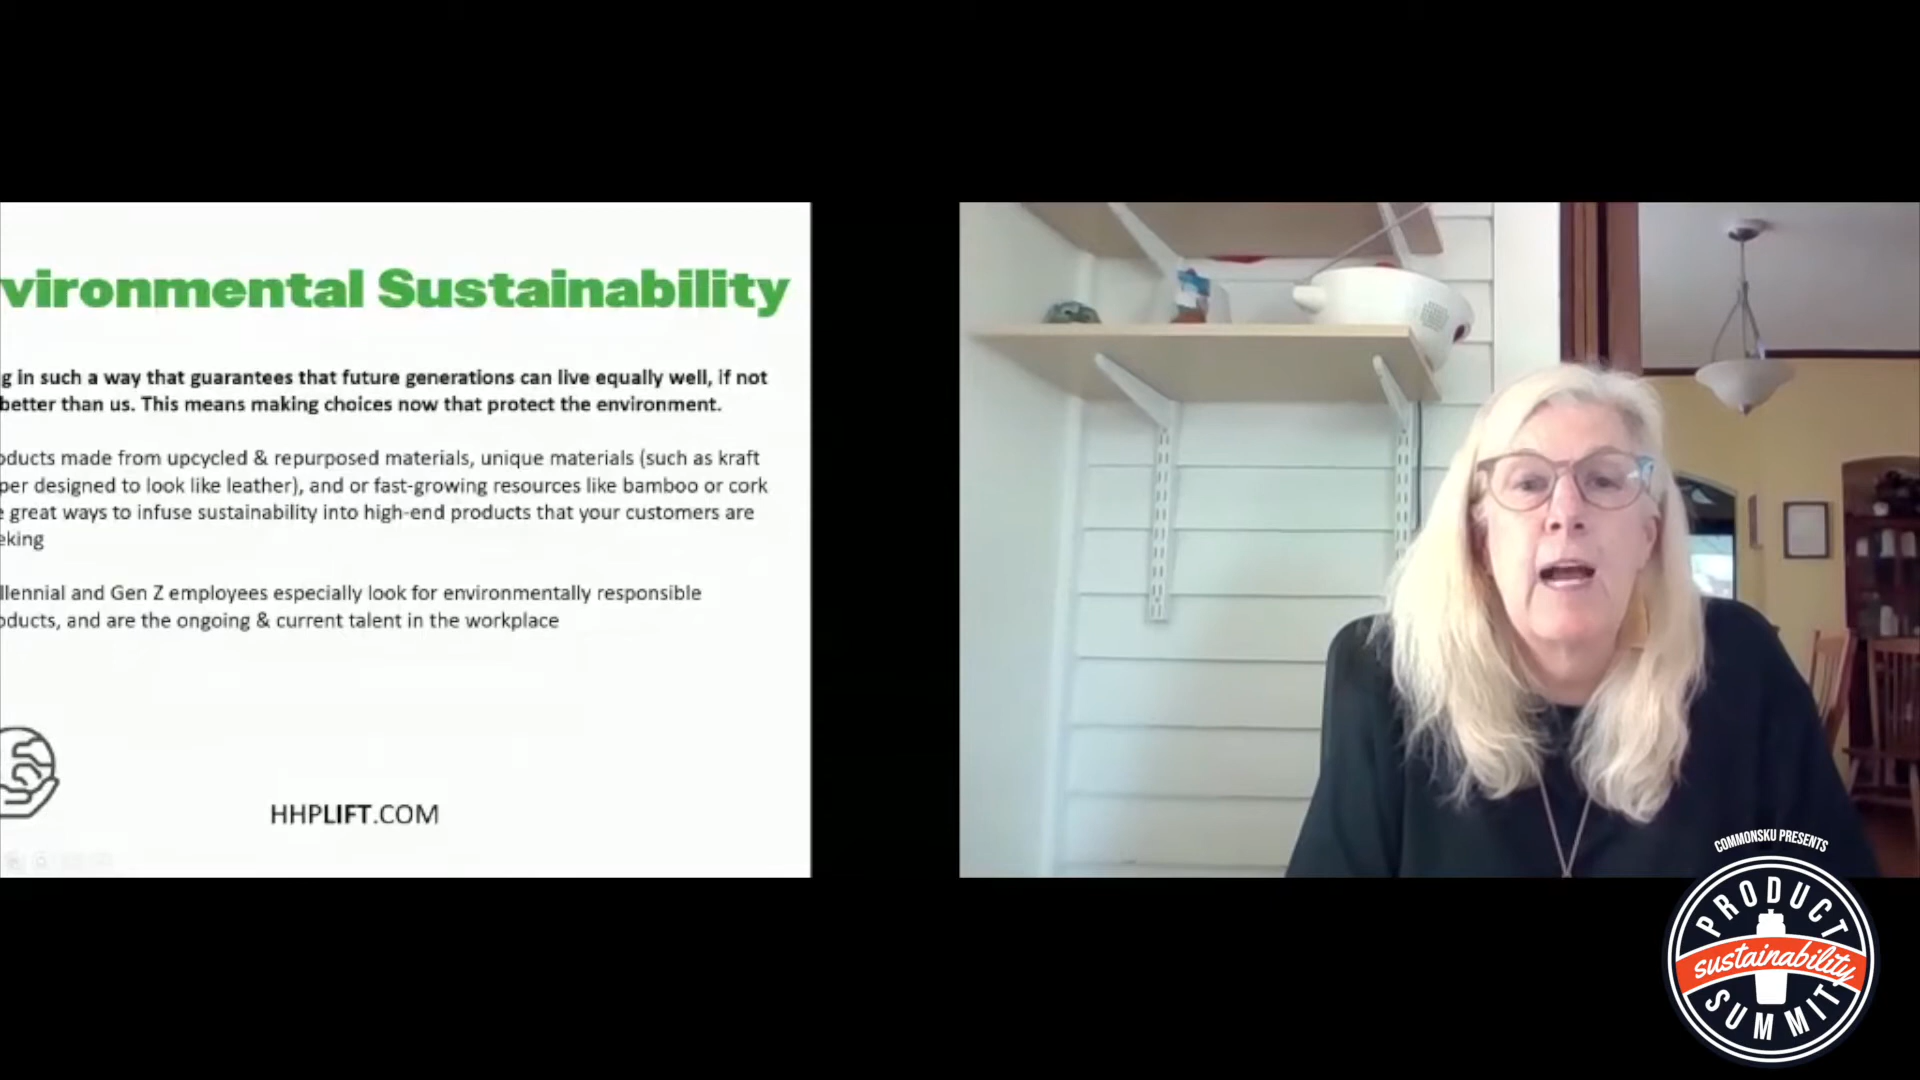 vironmental Sustainability
g in such a way that guarantees that future generations can live equally well, if not
better than us. This means making choices now that protect the environment.
oducts made from upcycled & repurposed materials, unique materials (such as kraft
per designed to look like leather), and or fast-growing resources like bamboo or cork
e great ways to infuse sustainability into high-end products that your customers are
eking
llennial and Gen Z employees especially look for environmentally responsible
oducts, and are the ongoing & current talent in the workplace
HHPLIFT.COM
COMMONSKU PRESENTS
PRODUCT
sustainability
SUMMIT